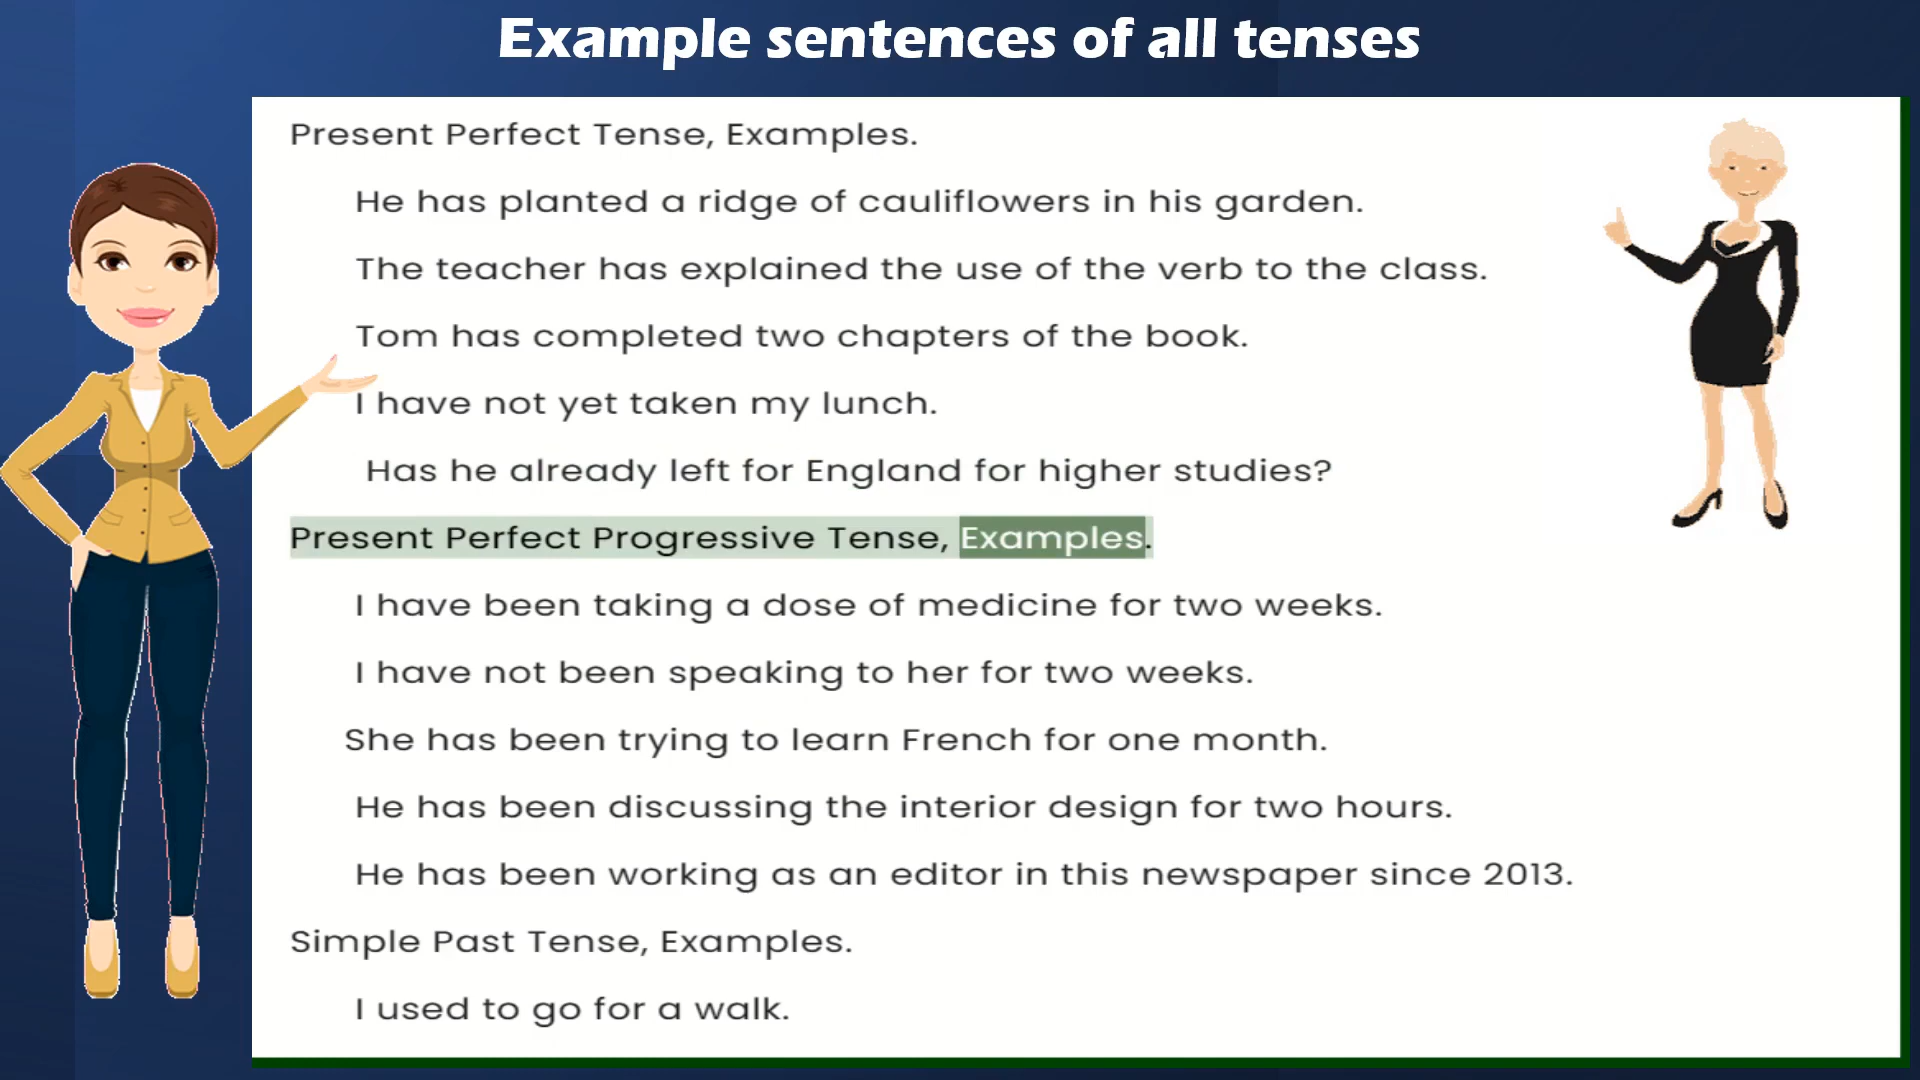 Example sentences of all tenses
Present Perfect Tense, Examples.
He has planted a ridge of cauliflowers in his garden.
The teacher has explained the use of the verb to the class.
Tom has completed two chapters of the book.
I have not yet taken my lunch.
Has he already left for England for higher studies?
Present Perfect Progressive Tense, Examples.
I have been taking a dose of medicine for two weeks.
I have not been speaking to her for two weeks.
She has been trying to learn French for one month.
He has been discussing the interior design for two hours.
He has been working as an editor in this newspaper since 2013.
Simple Past Tense, Examples.
I used to go for a walk.